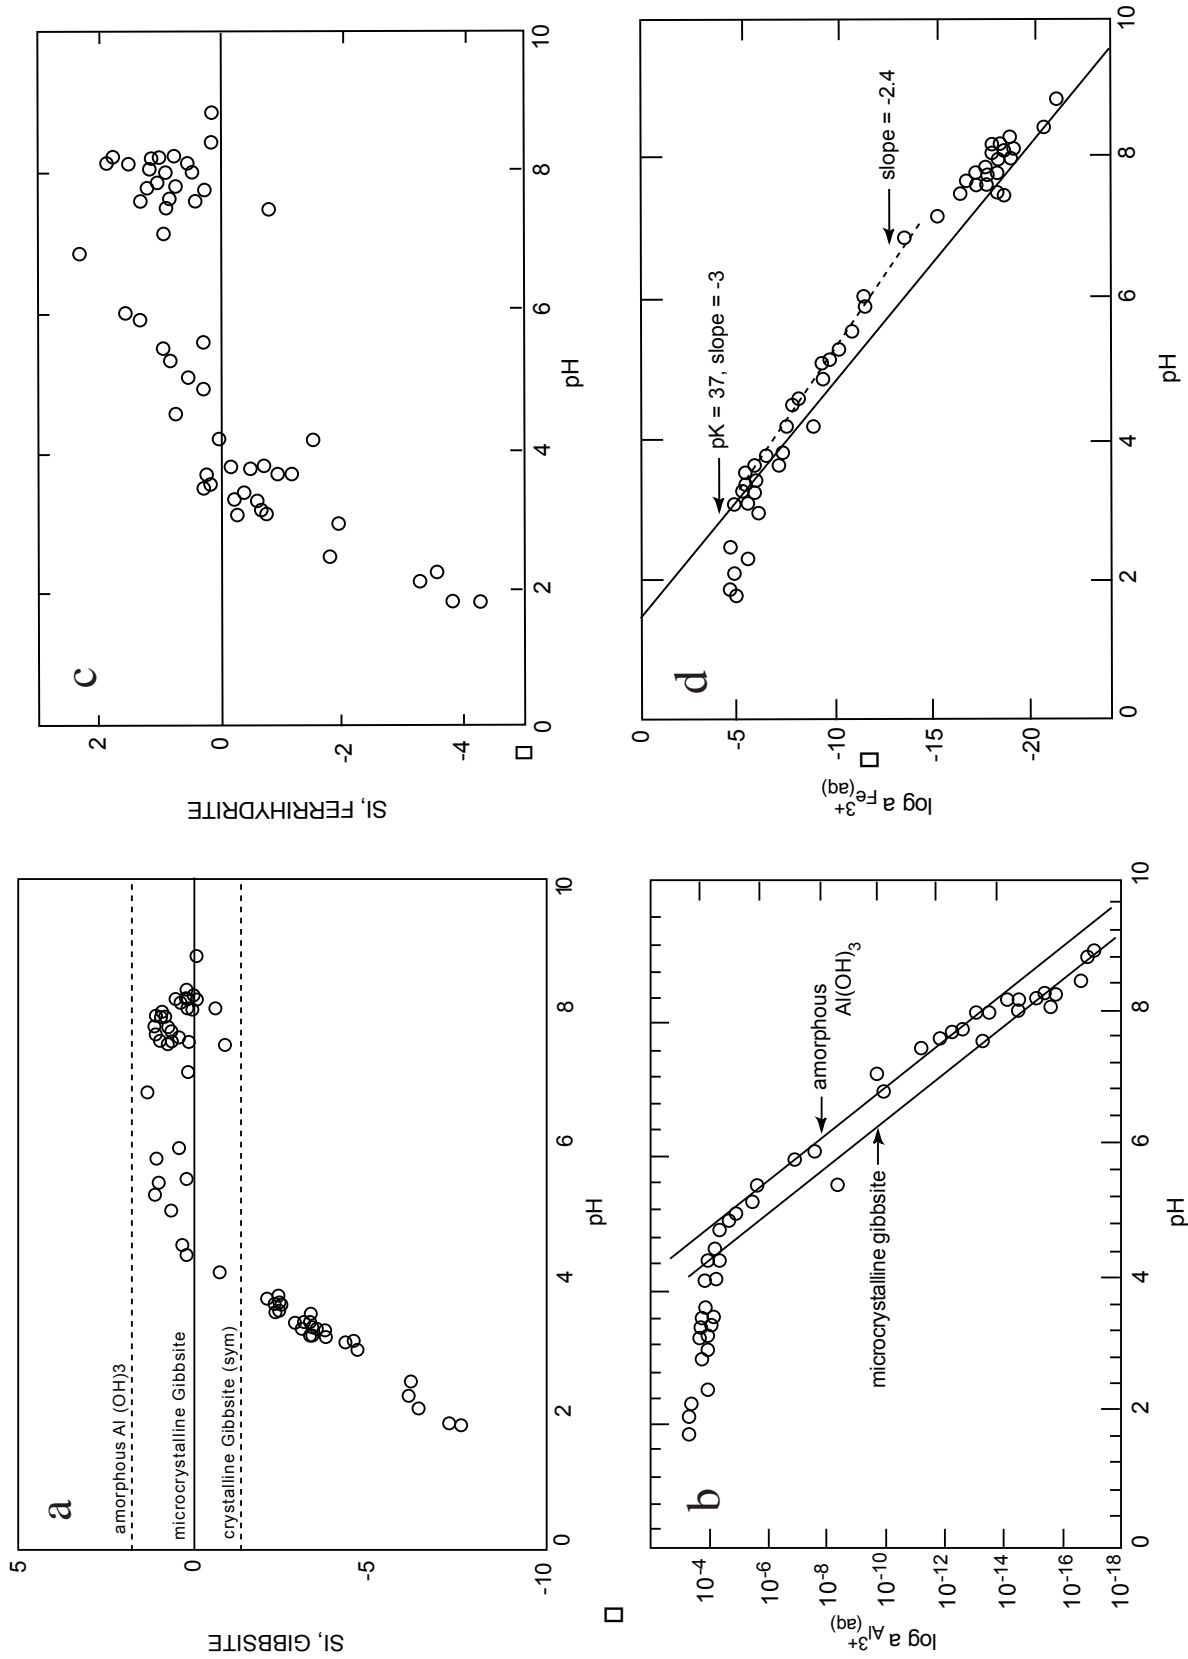 a
5
0
-5
-10
SI, GIBBSITE
amorphous Al (OH)3
microcrystalline Gibbsite
crystalline Gibbsite (sym)
0
2
4
6
8
10
pH
c
2
0
-2
-4
SI, FERRIHYDRITE
0
2
4
6
8
10
pH
b
10-4
10-6
10-8
10-10
10-12
10-14
10-16
10-18
log a Al3+(aq)
amorphous
Al(OH)3
microcrystalline gibbsite
0
2
4
6
8
10
pH
d
0
-5
-10
-15
-20
log a Fe3+(aq)
pK = 37, slope = -3
slope = -2.4
0
2
4
6
8
10
pH